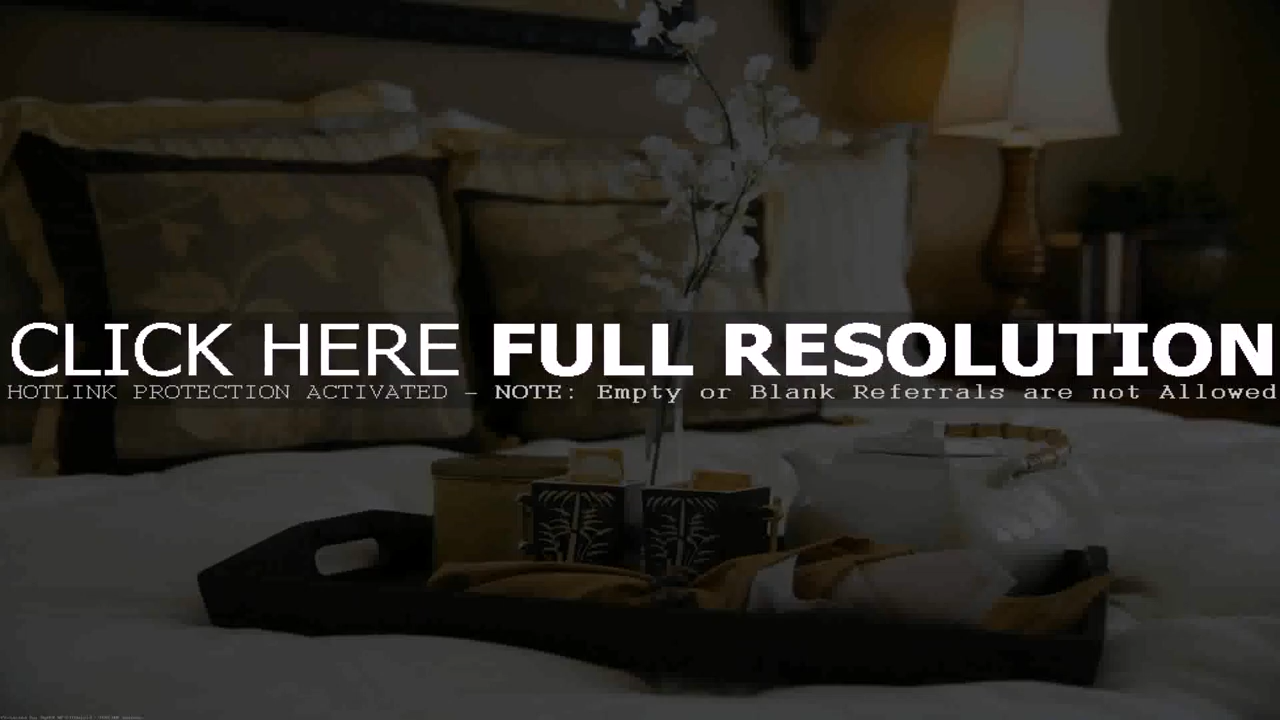 CLICK HERE FULL RESOLUTION
HOTLINK PROTECTION ACTIVATED – NOTE: Empty or Blank Referrals are not Allowed